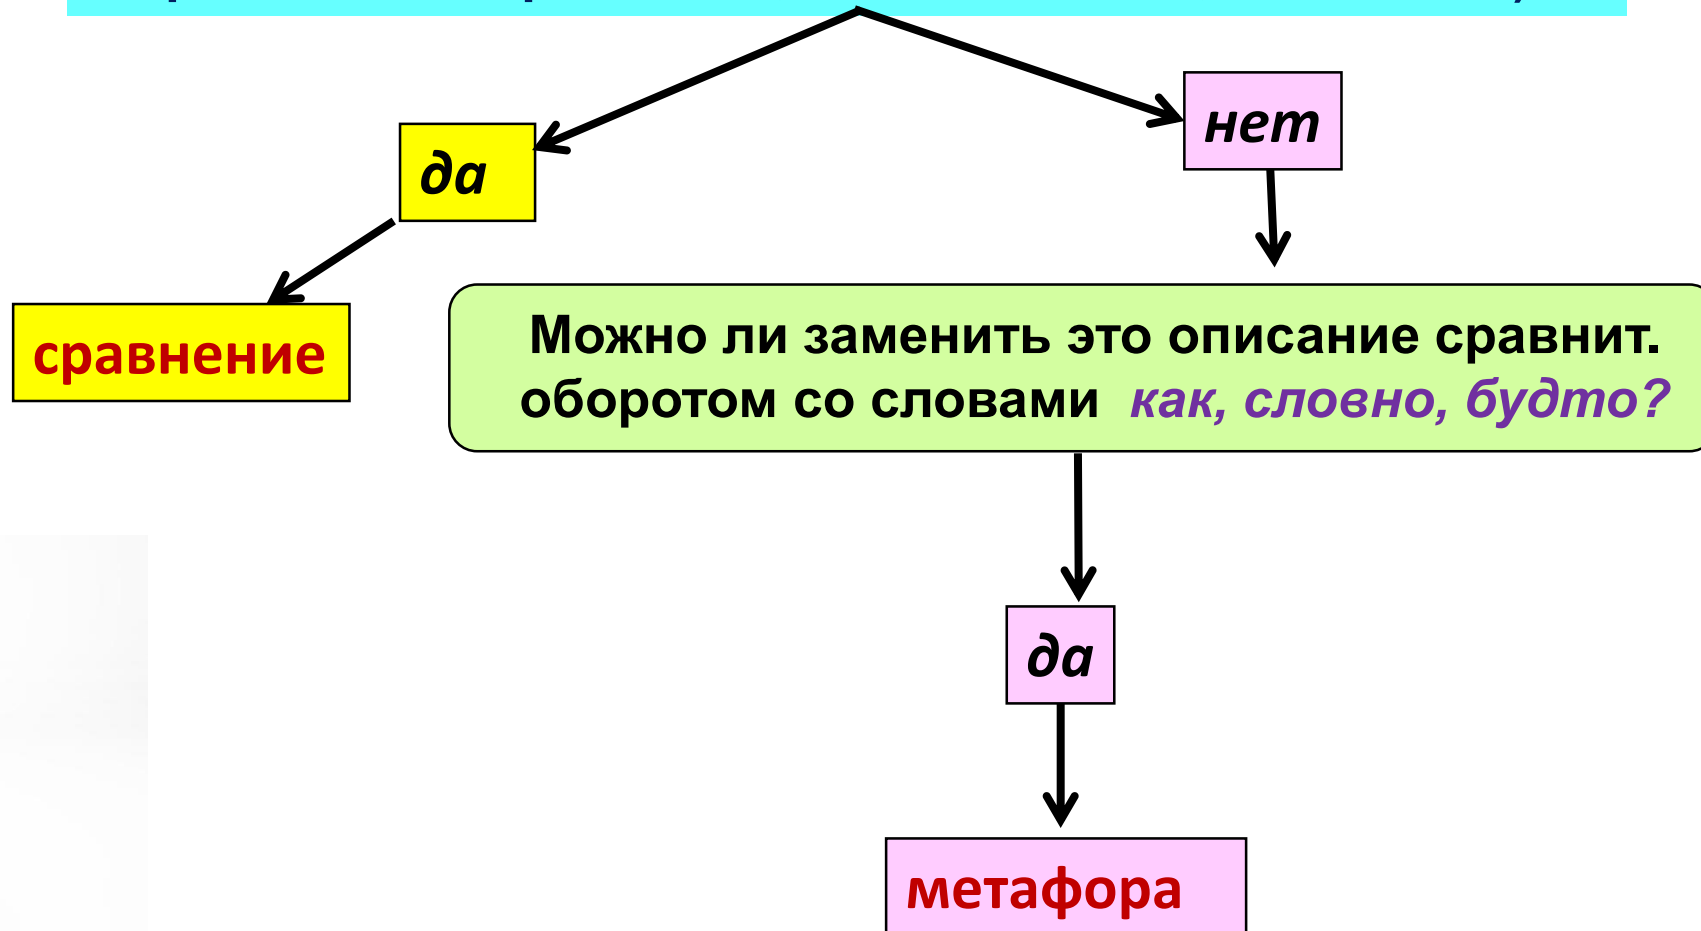 да
нет
сравнение
Можно ли заменить это описание сравнит.
оборотом со словами как, словно, будто?
да
метафора